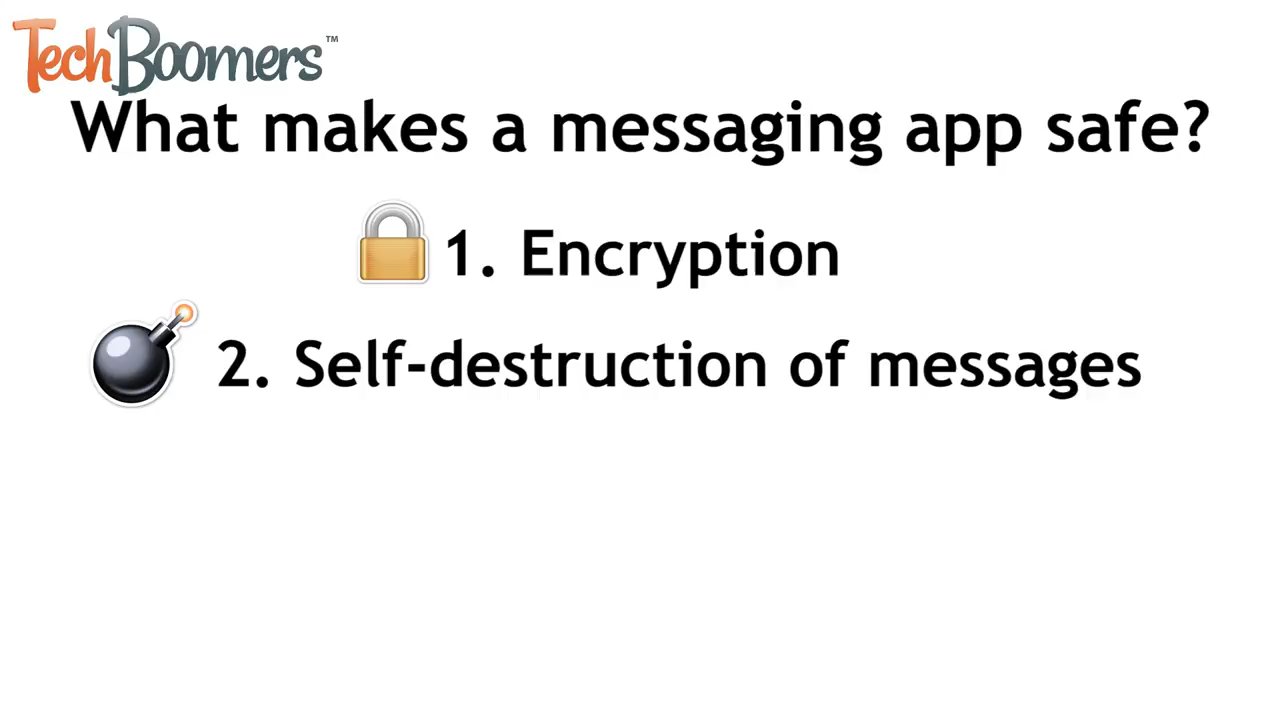 TechBoomers™
What makes a messaging app safe?
1. Encryption
2. Self-destruction of messages